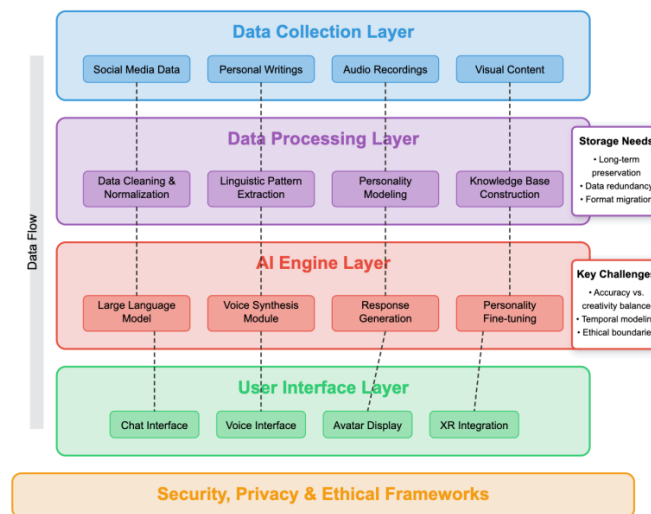 Data Collection Layer
Social Media Data
Personal Writings
Audio Recordings
Visual Content
Data Flow
Data Processing Layer
Data Cleaning &
Normalization
Linguistic Pattern
Extraction
Personality
Modeling
Knowledge Base
Construction
Storage Needs
• Long-term
preservation
• Data redundancy
• Format migration
AI Engine Layer
Large Language
Model
Voice Synthesis
Module
Response
Generation
Personality
Fine-tuning
Key Challenges
• Accuracy vs.
creativity balance
• Temporal modelin
• Ethical boundarie
User Interface Layer
Chat Interface
Voice Interface
Avatar Display
XR Integration
Security, Privacy & Ethical Frameworks